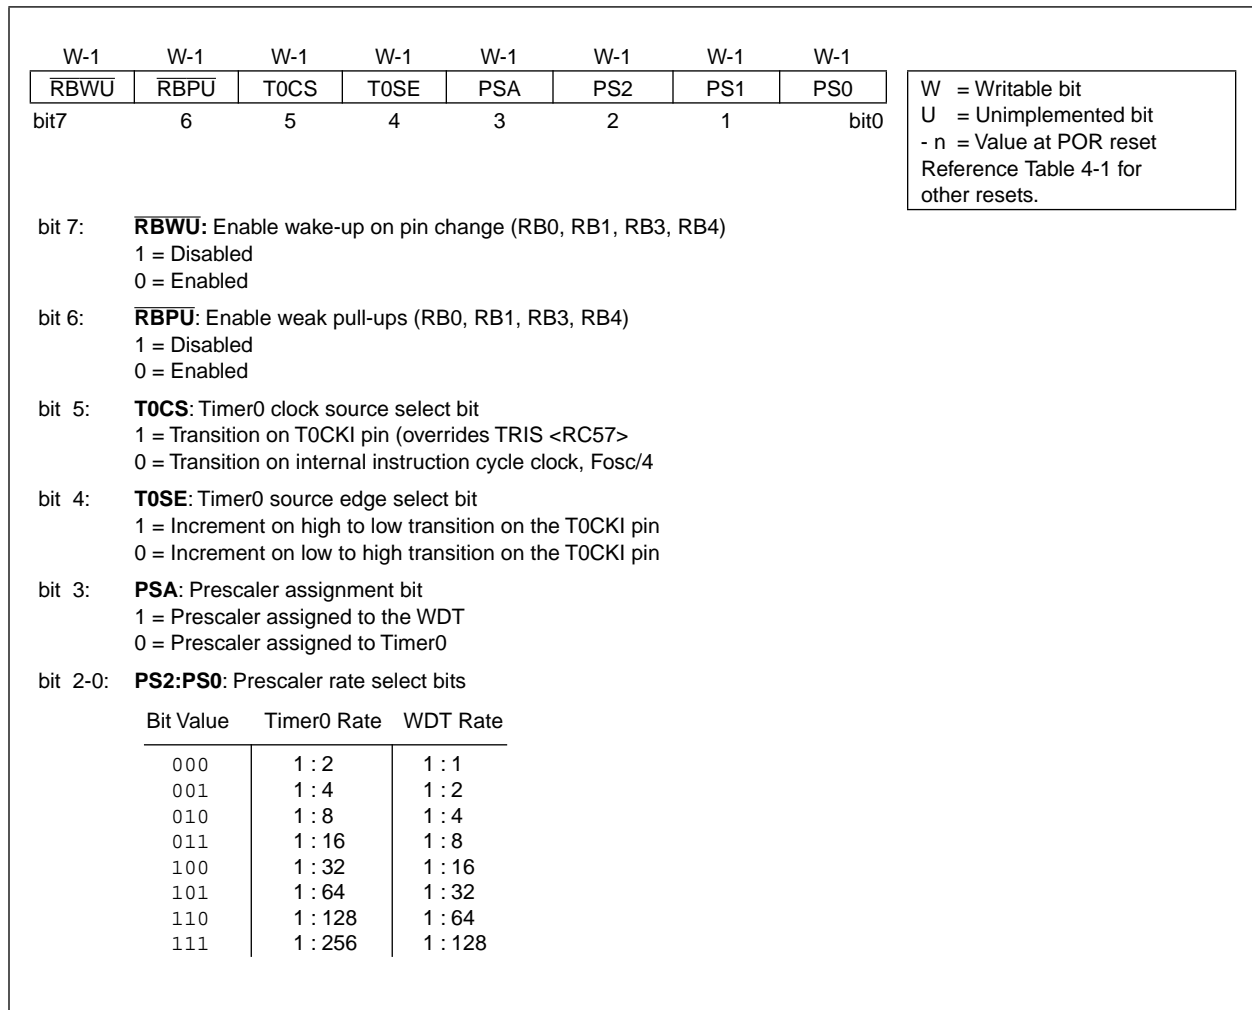 W-1 W-1 W-1 W-1 W-1 W-1 W-1 W-1
RBWU RBPU T0CS T0SE PSA PS2 PS1 PS0
bit7 6 5 4 3 2 1 bit0
W = Writable bit
U = Unimplemented bit
- n = Value at POR reset
Reference Table 4-1 for
other resets.
bit 7: RBWU: Enable wake-up on pin change (RB0, RB1, RB3, RB4)
1 = Disabled
0 = Enabled
bit 6: RBPU: Enable weak pull-ups (RB0, RB1, RB3, RB4)
1 = Disabled
0 = Enabled
bit 5: T0CS: Timer0 clock source select bit
1 = Transition on T0CKI pin (overrides TRIS <RC57>
0 = Transition on internal instruction cycle clock, Fosc/4
bit 4: T0SE: Timer0 source edge select bit
1 = Increment on high to low transition on the T0CKI pin
0 = Increment on low to high transition on the T0CKI pin
bit 3: PSA: Prescaler assignment bit
1 = Prescaler assigned to the WDT
0 = Prescaler assigned to Timer0
bit 2-0: PS2:PS0: Prescaler rate select bits
Bit Value Timer0 Rate WDT Rate
000 1 : 2 1 : 1
001 1 : 4 1 : 2
010 1 : 8 1 : 4
011 1 : 16 1 : 8
100 1 : 32 1 : 16
101 1 : 64 1 : 32
110 1 : 128 1 : 64
111 1 : 256 1 : 128